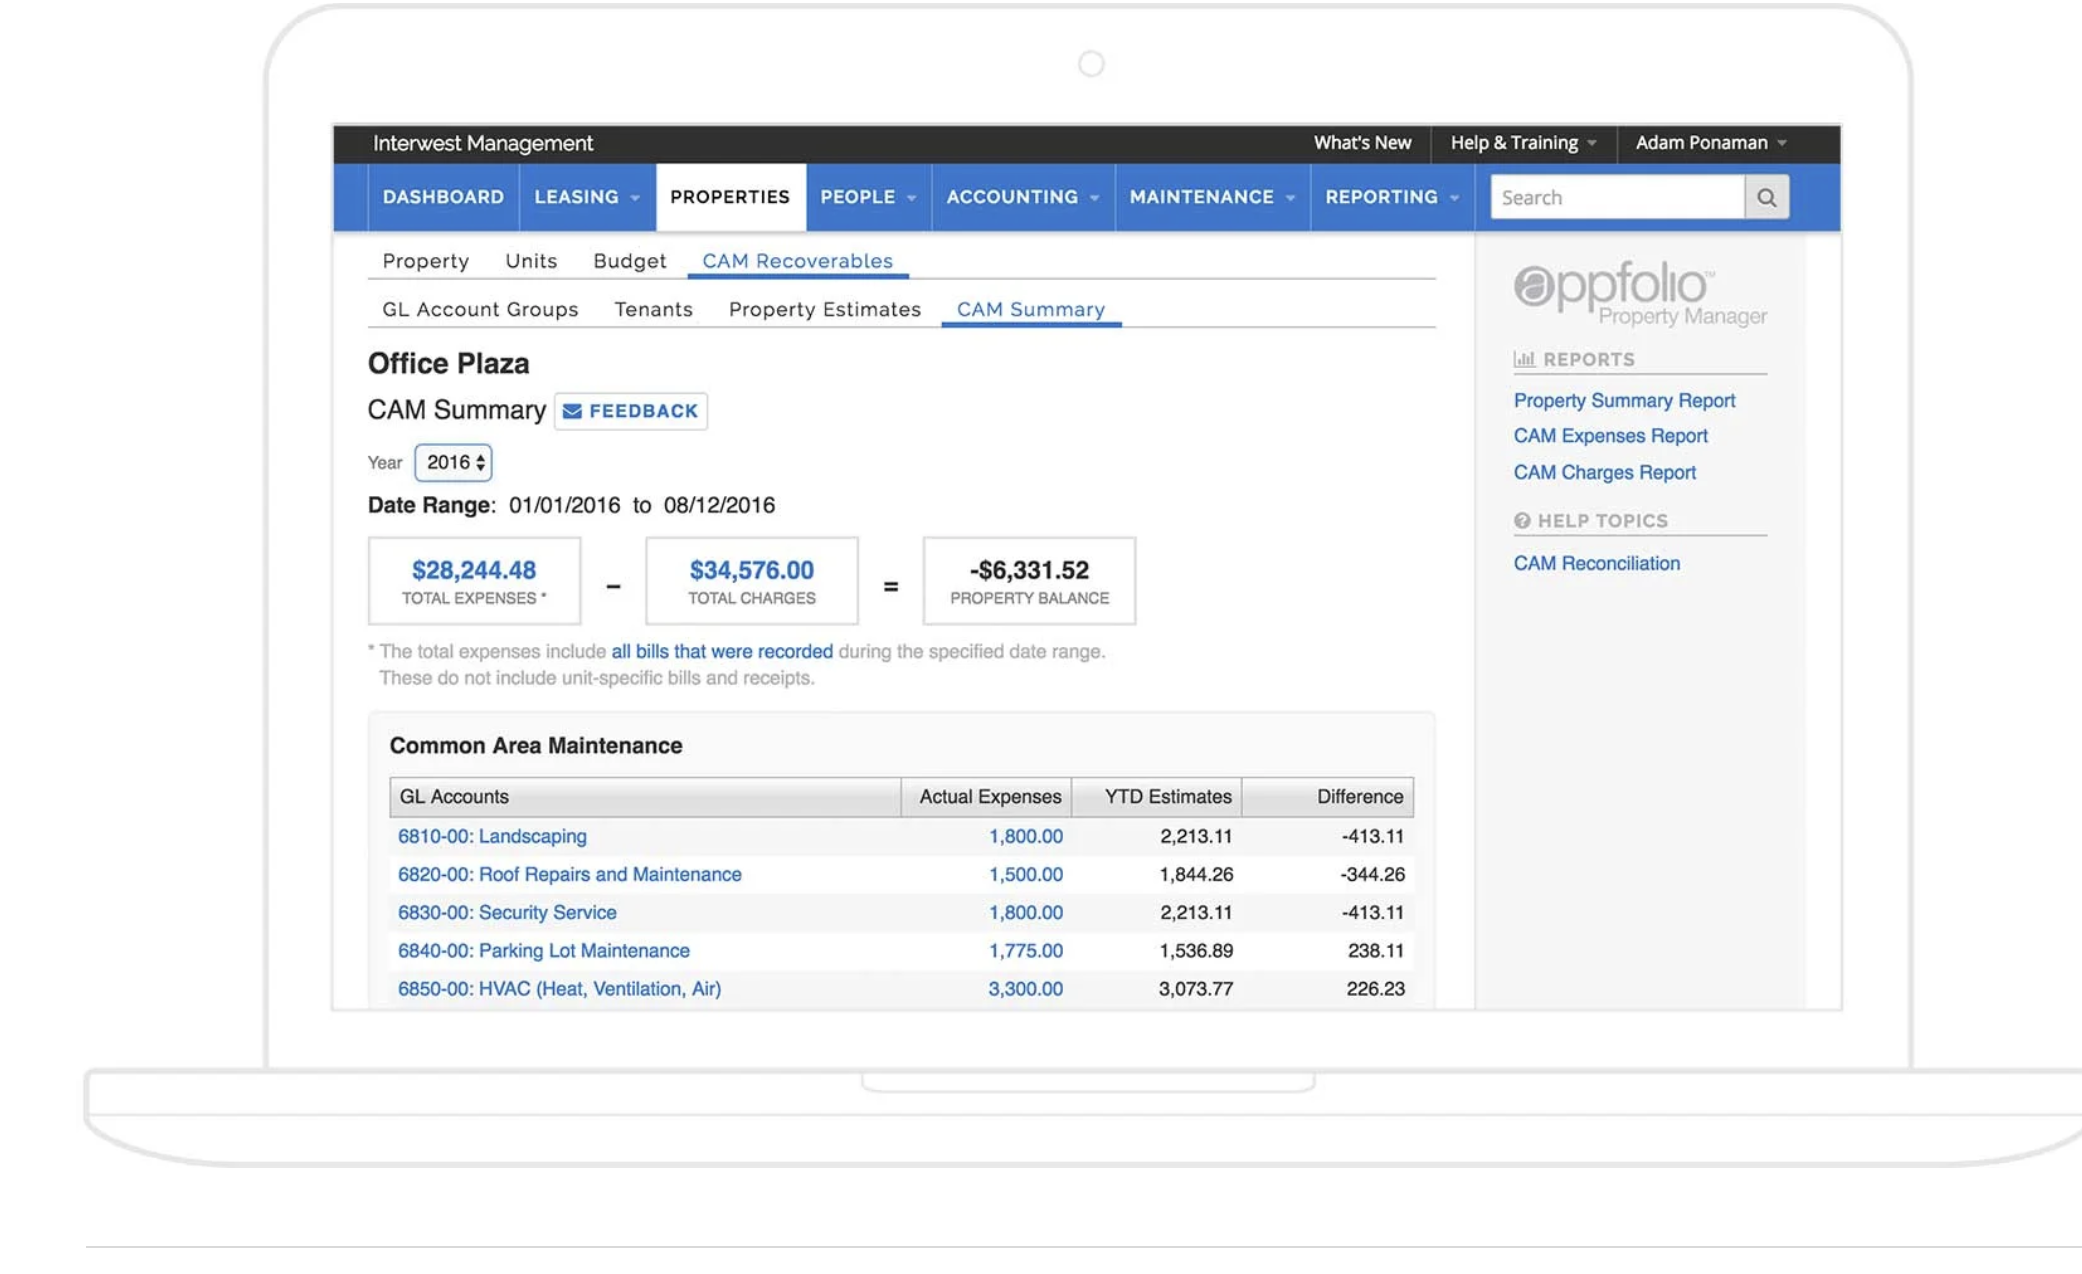 Interwest Management What's New Help & Training Adam Ponaman
DASHBOARD LEASING PROPERTIES PEOPLE ACCOUNTING MAINTENANCE REPORTING Search
Property Units Budget CAM Recoverables
GL Account Groups Tenants Property Estimates CAM Summary
Office Plaza
CAM Summary FEEDBACK
Year 2016
Date Range: 01/01/2016 to 08/12/2016
$28,244.48 - $34,576.00 = -$6,331.52
TOTAL EXPENSES * TOTAL CHARGES PROPERTY BALANCE
* The total expenses include all bills that were recorded during the specified date range.
These do not include unit-specific bills and receipts.
Common Area Maintenance
GL Accounts Actual Expenses YTD Estimates Difference
6810-00: Landscaping 1,800.00 2,213.11 -413.11
6820-00: Roof Repairs and Maintenance 1,500.00 1,844.26 -344.26
6830-00: Security Service 1,800.00 2,213.11 -413.11
6840-00: Parking Lot Maintenance 1,775.00 1,536.89 238.11
6850-00: HVAC (Heat, Ventilation, Air) 3,300.00 3,073.77 226.23
appfolio™
Property Manager
REPORTS
Property Summary Report
CAM Expenses Report
CAM Charges Report
HELP TOPICS
CAM Reconciliation